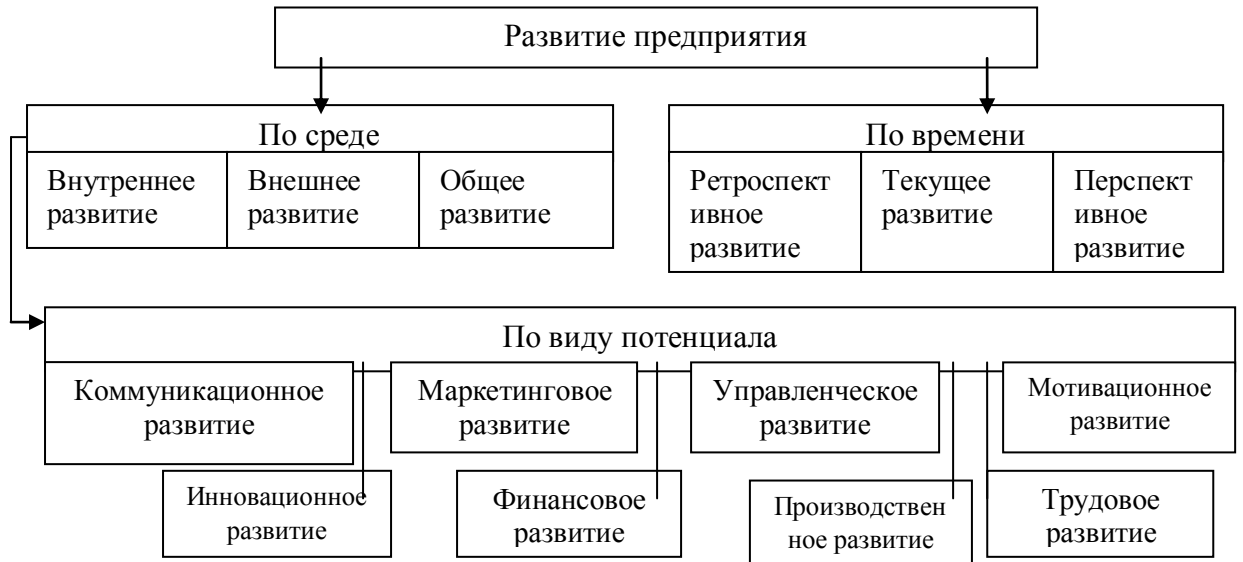 Развитие предприятия
По среде
По времени
Внутреннее
развитие
Внешнее
развитие
Общее
развитие
Ретроспект
ивное
развитие
Текущее
развитие
Перспект
ивное
развитие
По виду потенциала
Коммуникационное
развитие
Маркетинговое
развитие
Управленческое
развитие
Мотивационное
развитие
Инновационное
развитие
Финансовое
развитие
Производствен
ное развитие
Трудовое
развитие